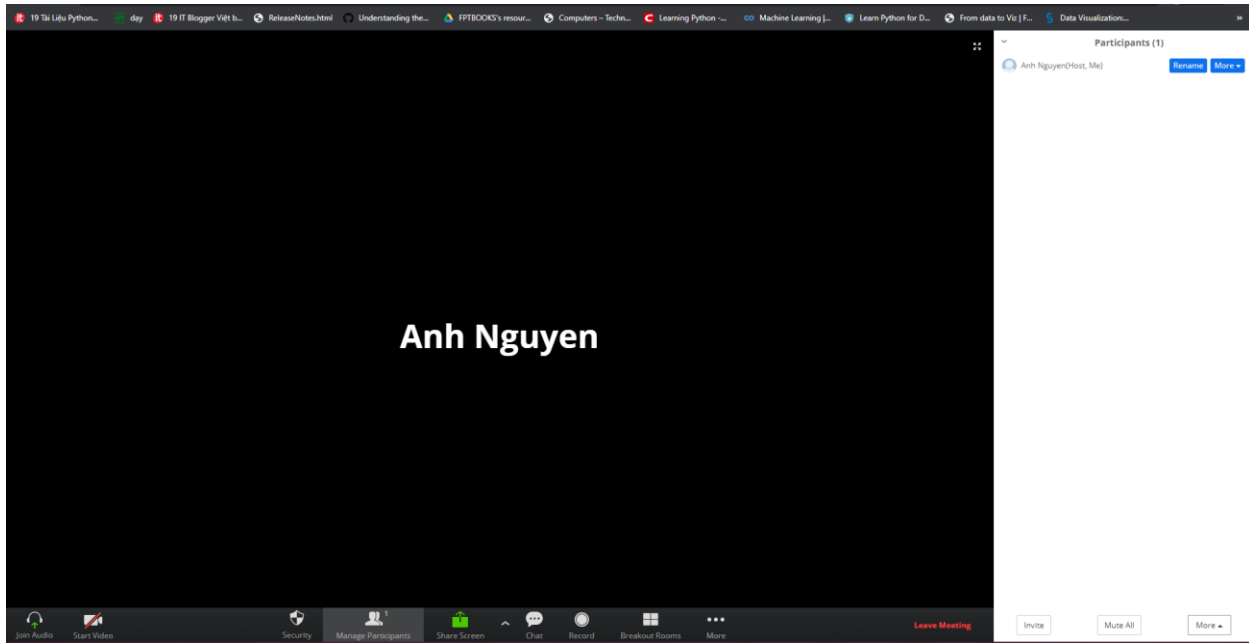 19 Tài Liệu Python... day 19 IT Blogger Việt b... ReleaseNotes.html Understanding the... FPTBOOKS's resour... Computers – Techn... Learning Python -... Machine Learning |... Learn Python for D... From data to Viz | F... Data Visualization:... »
Participants (1)
Anh Nguyen(Host, Me) Rename More
Anh Nguyen
1
Join Audio Start Video Security Manage Participants Share Screen Chat Record Breakout Rooms More Leave Meeting
Invite Mute All More